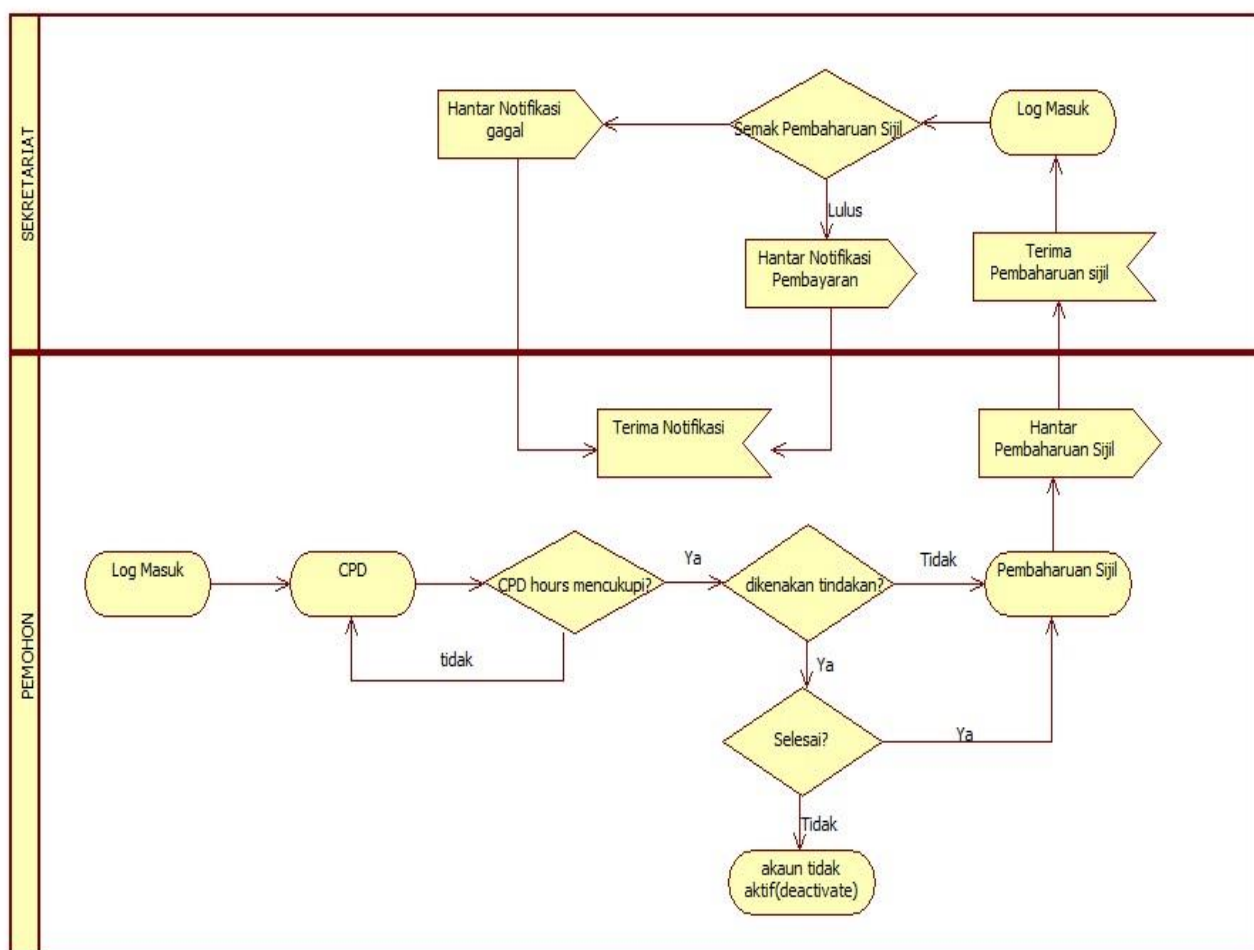 SEKRETARIAT
Hantar Notifikasi
gagal
Semak Pembaharuan Sijil
Log Masuk
Lulus
Hantar Notifikasi
Pembayaran
Terima
Pembaharuan sijil
PEMOHON
Terima Notifikasi
Hantar
Pembaharuan Sijil
Log Masuk
CPD
CPD hours mencukupi?
Ya
dikenakan tindakan?
Tidak
Pembaharuan Sijil
tidak
Ya
Selesai?
Ya
Tidak
akaun tidak
aktif(deactivate)